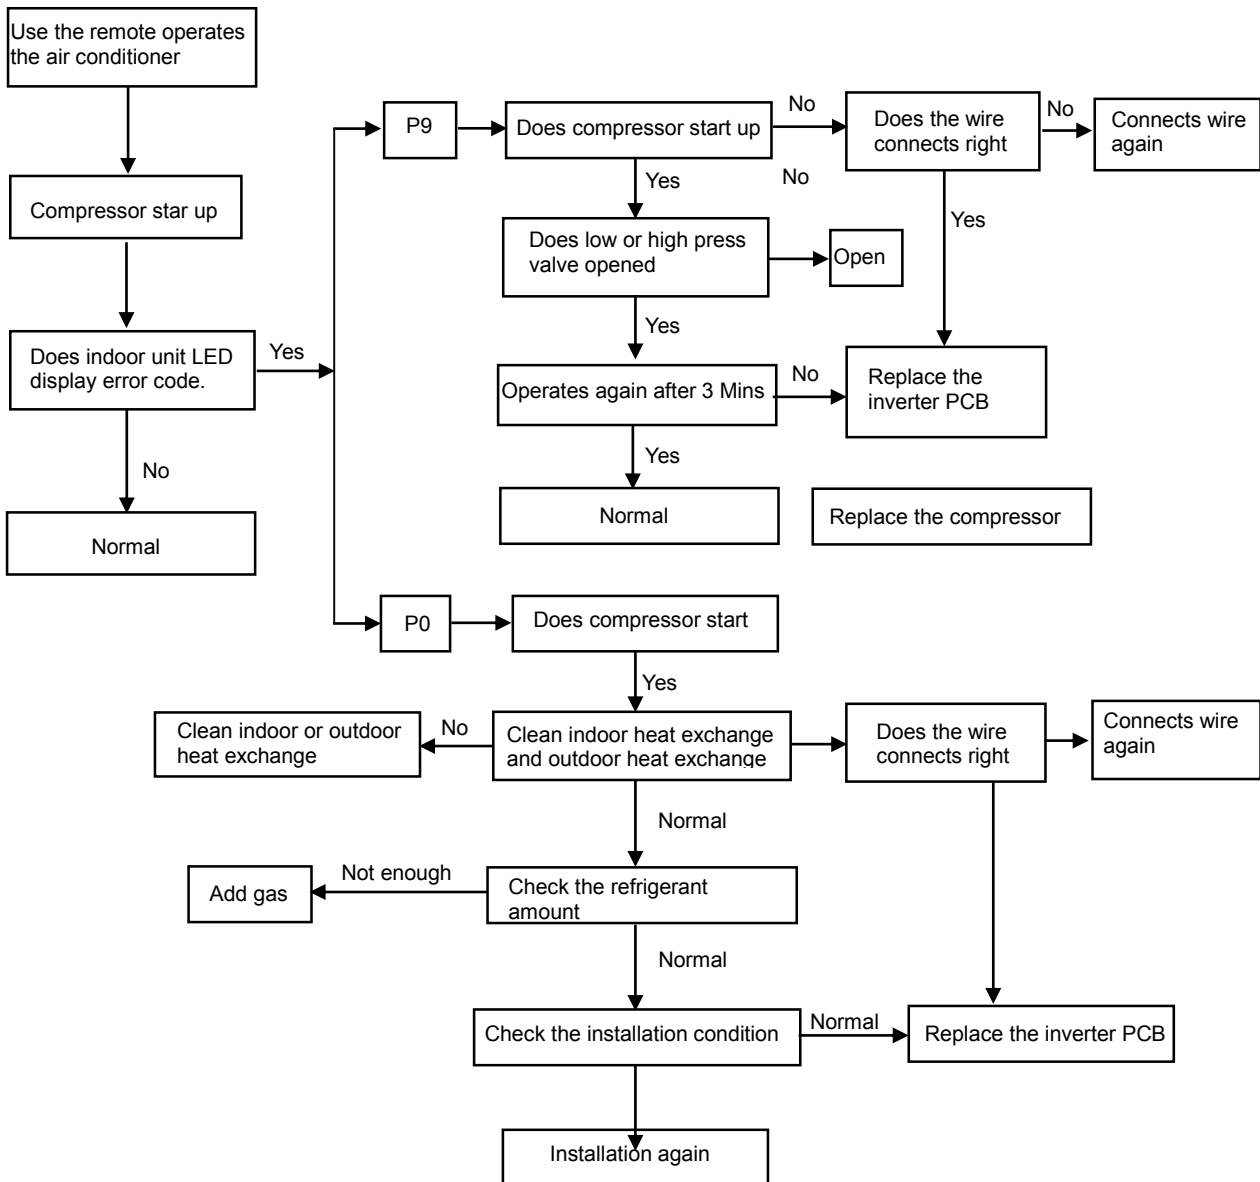 Use the remote operates
the air conditioner
Compressor star up
Does indoor unit LED
display error code.
Yes
No
Normal
P9
Does compressor start up
No
Does the wire
connects right
No
Connects wire
again
Yes
No
Yes
Does low or high press
valve opened
Open
Yes
Operates again after 3 Mins
No
Replace the
inverter PCB
Yes
Normal
Replace the compressor
P0
Does compressor start
Yes
Clean indoor or outdoor
heat exchange
No
Clean indoor heat exchange
and outdoor heat exchange
Does the wire
connects right
Connects wire
again
Normal
Add gas
Not enough
Check the refrigerant
amount
Normal
Check the installation condition
Normal
Replace the inverter PCB
Installation again